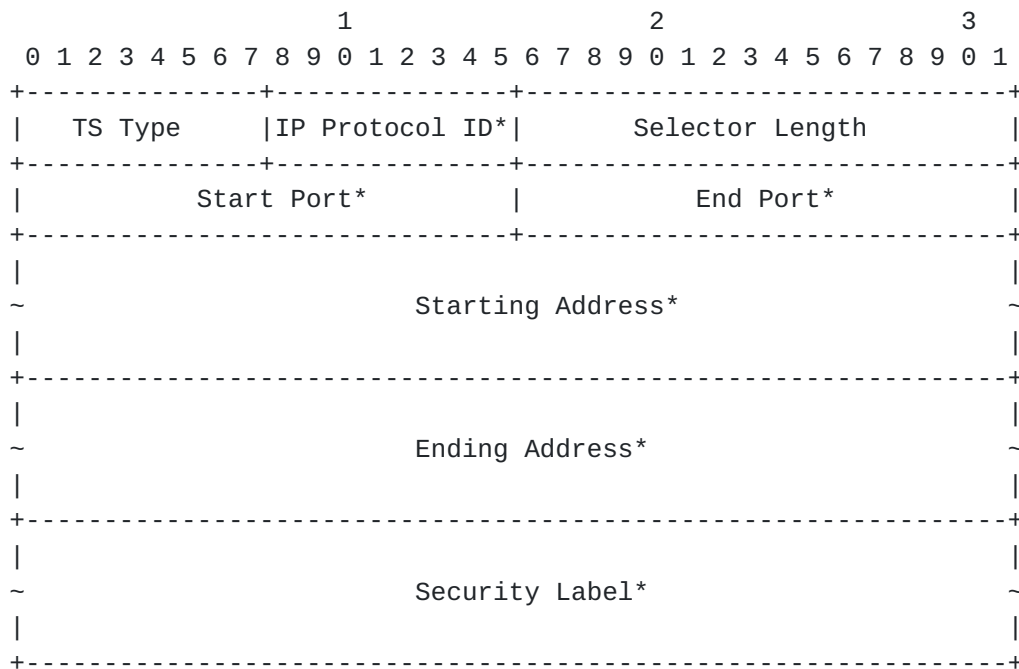 1                   2                   3
 0 1 2 3 4 5 6 7 8 9 0 1 2 3 4 5 6 7 8 9 0 1 2 3 4 5 6 7 8 9 0 1
+---------------+---------------+-------------------------------+
|   TS Type     |IP Protocol ID*|       Selector Length         |
+---------------+---------------+-------------------------------+
|           Start Port*         |           End Port*           |
+-------------------------------+-------------------------------+
|                                                               |
~                         Starting Address*                     ~
|                                                               |
+---------------------------------------------------------------+
|                                                               |
~                         Ending Address*                       ~
|                                                               |
+---------------------------------------------------------------+
|                                                               |
~                         Security Label*                       ~
|                                                               |
+---------------------------------------------------------------+